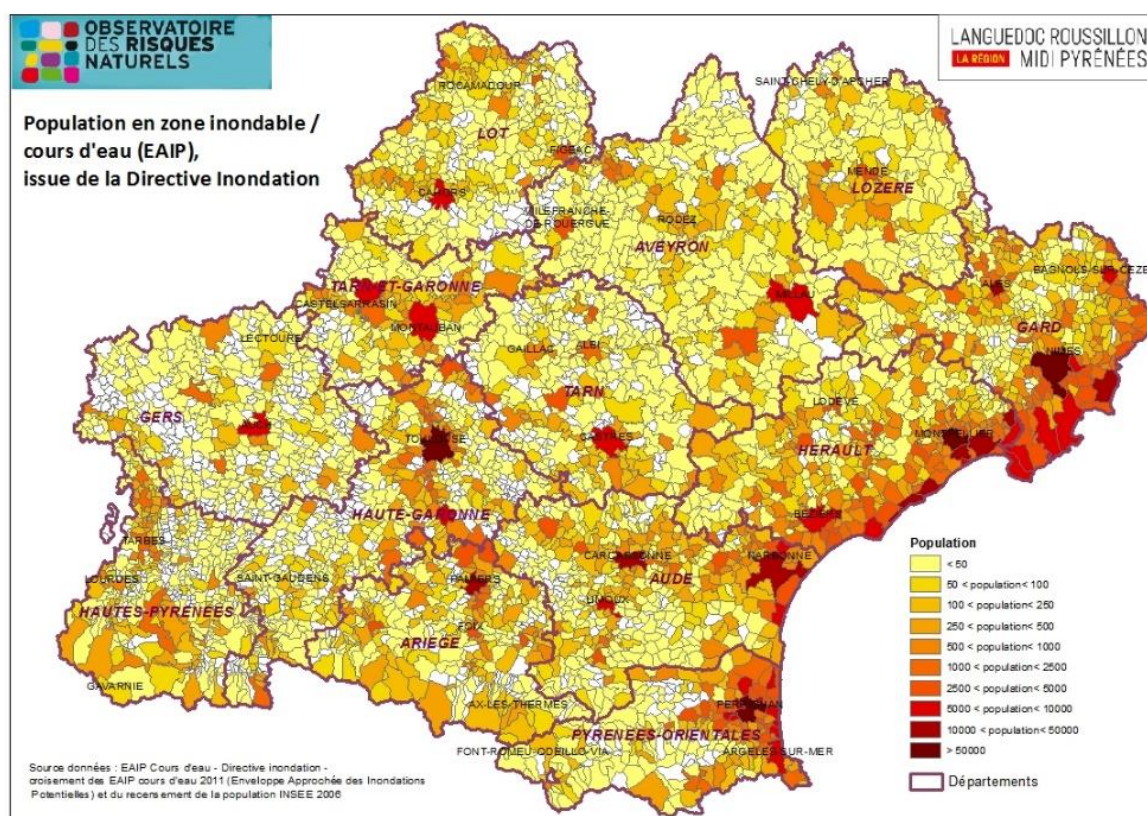 OBSERVATOIRE
DES RISQUES
NATURELS
LANGUEDOC ROUSSILLON
LA RÉGION MIDI PYRÉNÉES
Population en zone inondable /
cours d'eau (EAIP),
issue de la Directive Inondation
SAINT-CHELY-D'APCHER
ROCAMADOUR
LOT
FIGEAC
MENDE
LOZERE
CAHORS
VILLEFRANCHE-
DE-ROUERGUE
RODEZ
AVEYRON
BAGNOLS-SUR-CEZE
ALES
TARN-ET-GARONNE
CASTELSARRASIN
MILLAU
MONTAUBAN
GARD
LECTOURE
GAILLAC
NIMES
TARN
LODEVE
GERS
AUCH
TOULOUSE
CASTRES
MONTPELLIER
HERAULT
HAUTE-GARONNE
BEZIERS
TARBES
CARCASSONNE
NARBONNE
LOURDES
SAINT-GAUDENS
PAMIERS
AUDE
HAUTES-PYRENEES
LIMOUX
FOIX
ARIEGE
GAVARNIE
AX-LES-THERMES
PERPIGNAN
PYRENEES-ORIENTALES
FONT-ROMEU-ODEILLO-VIA
ARGELES-SUR-MER
Population
< 50
50 < population< 100
100 < population< 250
250 < population< 500
500 < population< 1000
1000 < population< 2500
2500 < population< 5000
5000 < population< 10000
10000 < population< 50000
> 50000
Départements
Source données : EAIP Cours d'eau - Directive inondation -
croisement des EAIP cours d'eau 2011 (Enveloppe Approchée des Inondations
Potentielles) et du recensement de la population INSEE 2006